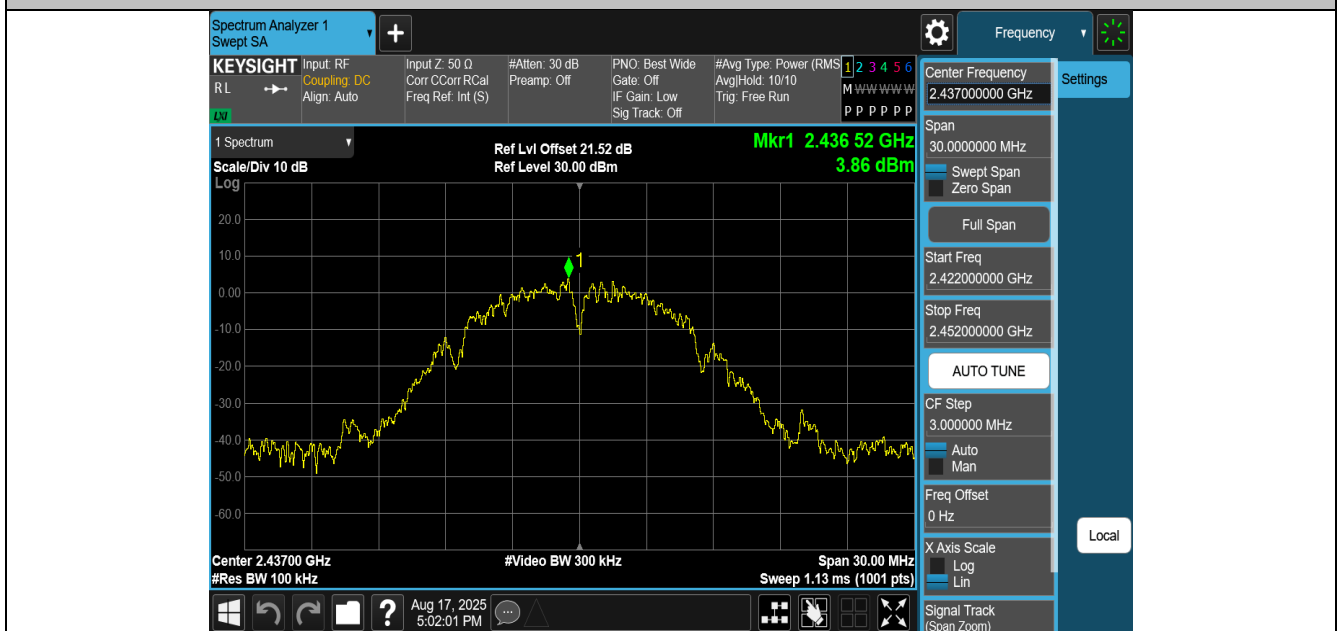 Spectrum Analyzer 1
Swept SA
+
Frequency
KEYSIGHT
RL
LXI
Input: RF
Coupling: DC
Align: Auto
Input Z: 50 Ω
Corr CCorr RCal
Freq Ref: Int (S)
#Atten: 30 dB
Preamp: Off
PNO: Best Wide
Gate: Off
IF Gain: Low
Sig Track: Off
#Avg Type: Power (RMS
Avg|Hold: 10/10
Trig: Free Run
1 2 3 4 5 6
M W W W W W
P P P P P P
1 Spectrum
Scale/Div 10 dB
Ref Lvl Offset 21.52 dB
Ref Level 30.00 dBm
Mkr1 2.436 52 GHz
3.86 dBm
Log
20.0
10.0
0.00
-10.0
-20.0
-30.0
-40.0
-50.0
-60.0
1
Center 2.43700 GHz
#Res BW 100 kHz
#Video BW 300 kHz
Span 30.00 MHz
Sweep 1.13 ms (1001 pts)
Center Frequency
2.437000000 GHz
Settings
Span
30.0000000 MHz
Swept Span
Zero Span
Full Span
Start Freq
2.422000000 GHz
Stop Freq
2.452000000 GHz
AUTO TUNE
CF Step
3.000000 MHz
Auto
Man
Freq Offset
0 Hz
X Axis Scale
Log
Lin
Local
Signal Track
(Span Zoom)
?
Aug 17, 2025
5:02:01 PM